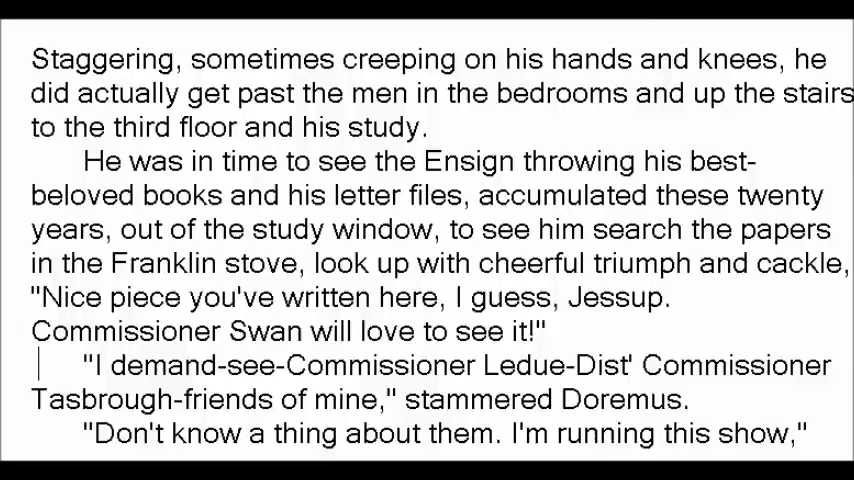 Staggering, sometimes creeping on his hands and knees, he
did actually get past the men in the bedrooms and up the stairs
to the third floor and his study.
He was in time to see the Ensign throwing his best-
beloved books and his letter files, accumulated these twenty
years, out of the study window, to see him search the papers
in the Franklin stove, look up with cheerful triumph and cackle,
"Nice piece you've written here, I guess, Jessup.
Commissioner Swan will love to see it!"
"I demand-see-Commissioner Ledue-Dist' Commissioner
Tasbrough-friends of mine," stammered Doremus.
"Don't know a thing about them. I'm running this show,"